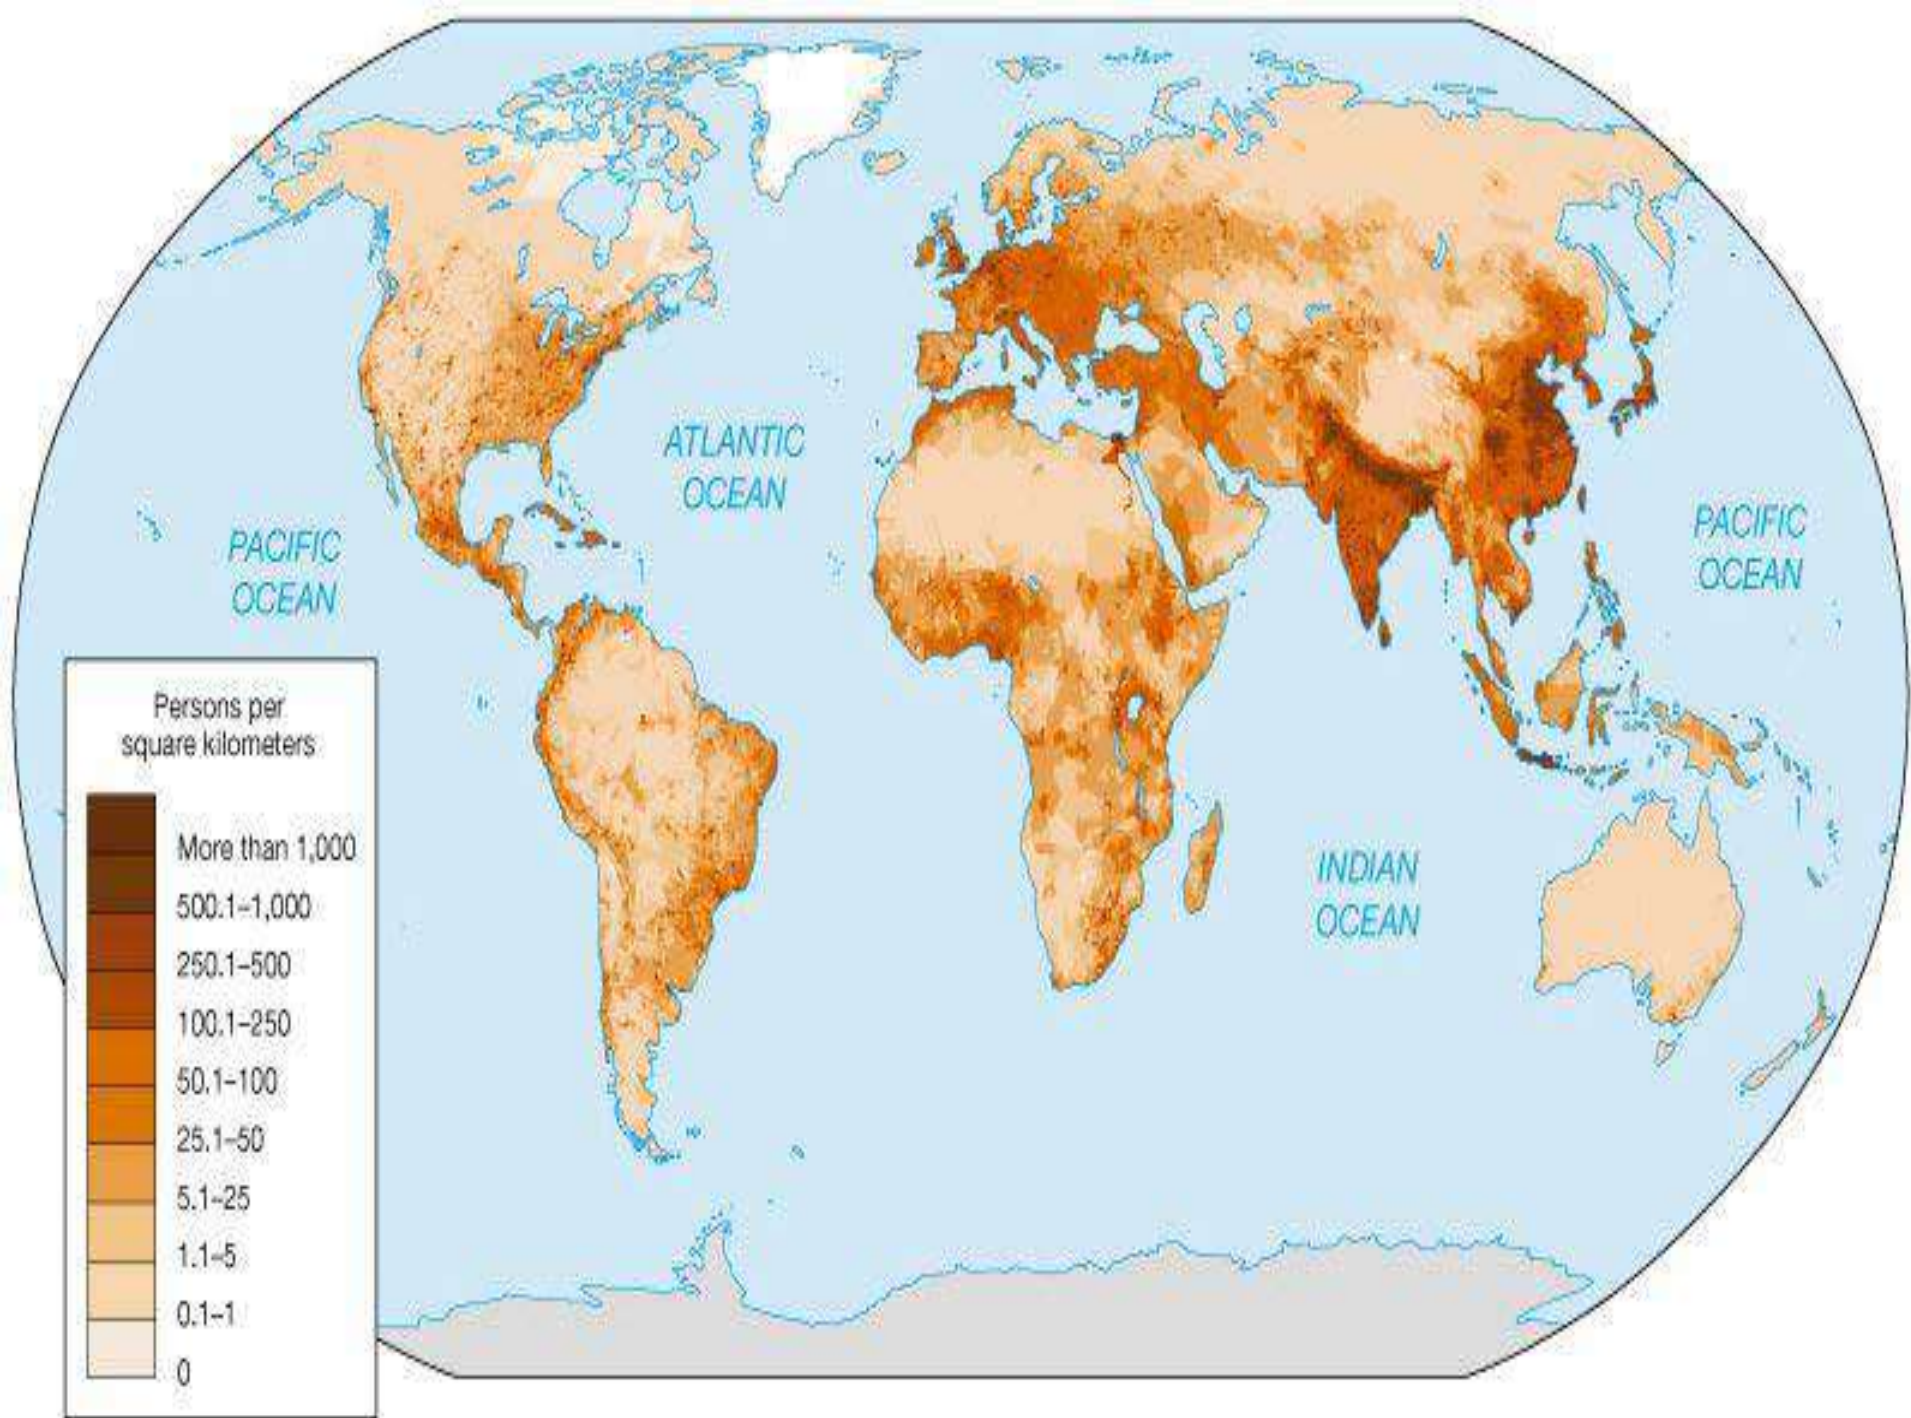 ATLANTIC
OCEAN
PACIFIC
OCEAN
PACIFIC
OCEAN
INDIAN
OCEAN
Persons per
square kilometers
More than 1,000
500.1–1,000
250.1–500
100.1–250
50.1–100
25.1–50
5.1–25
1.1–5
0.1–1
0